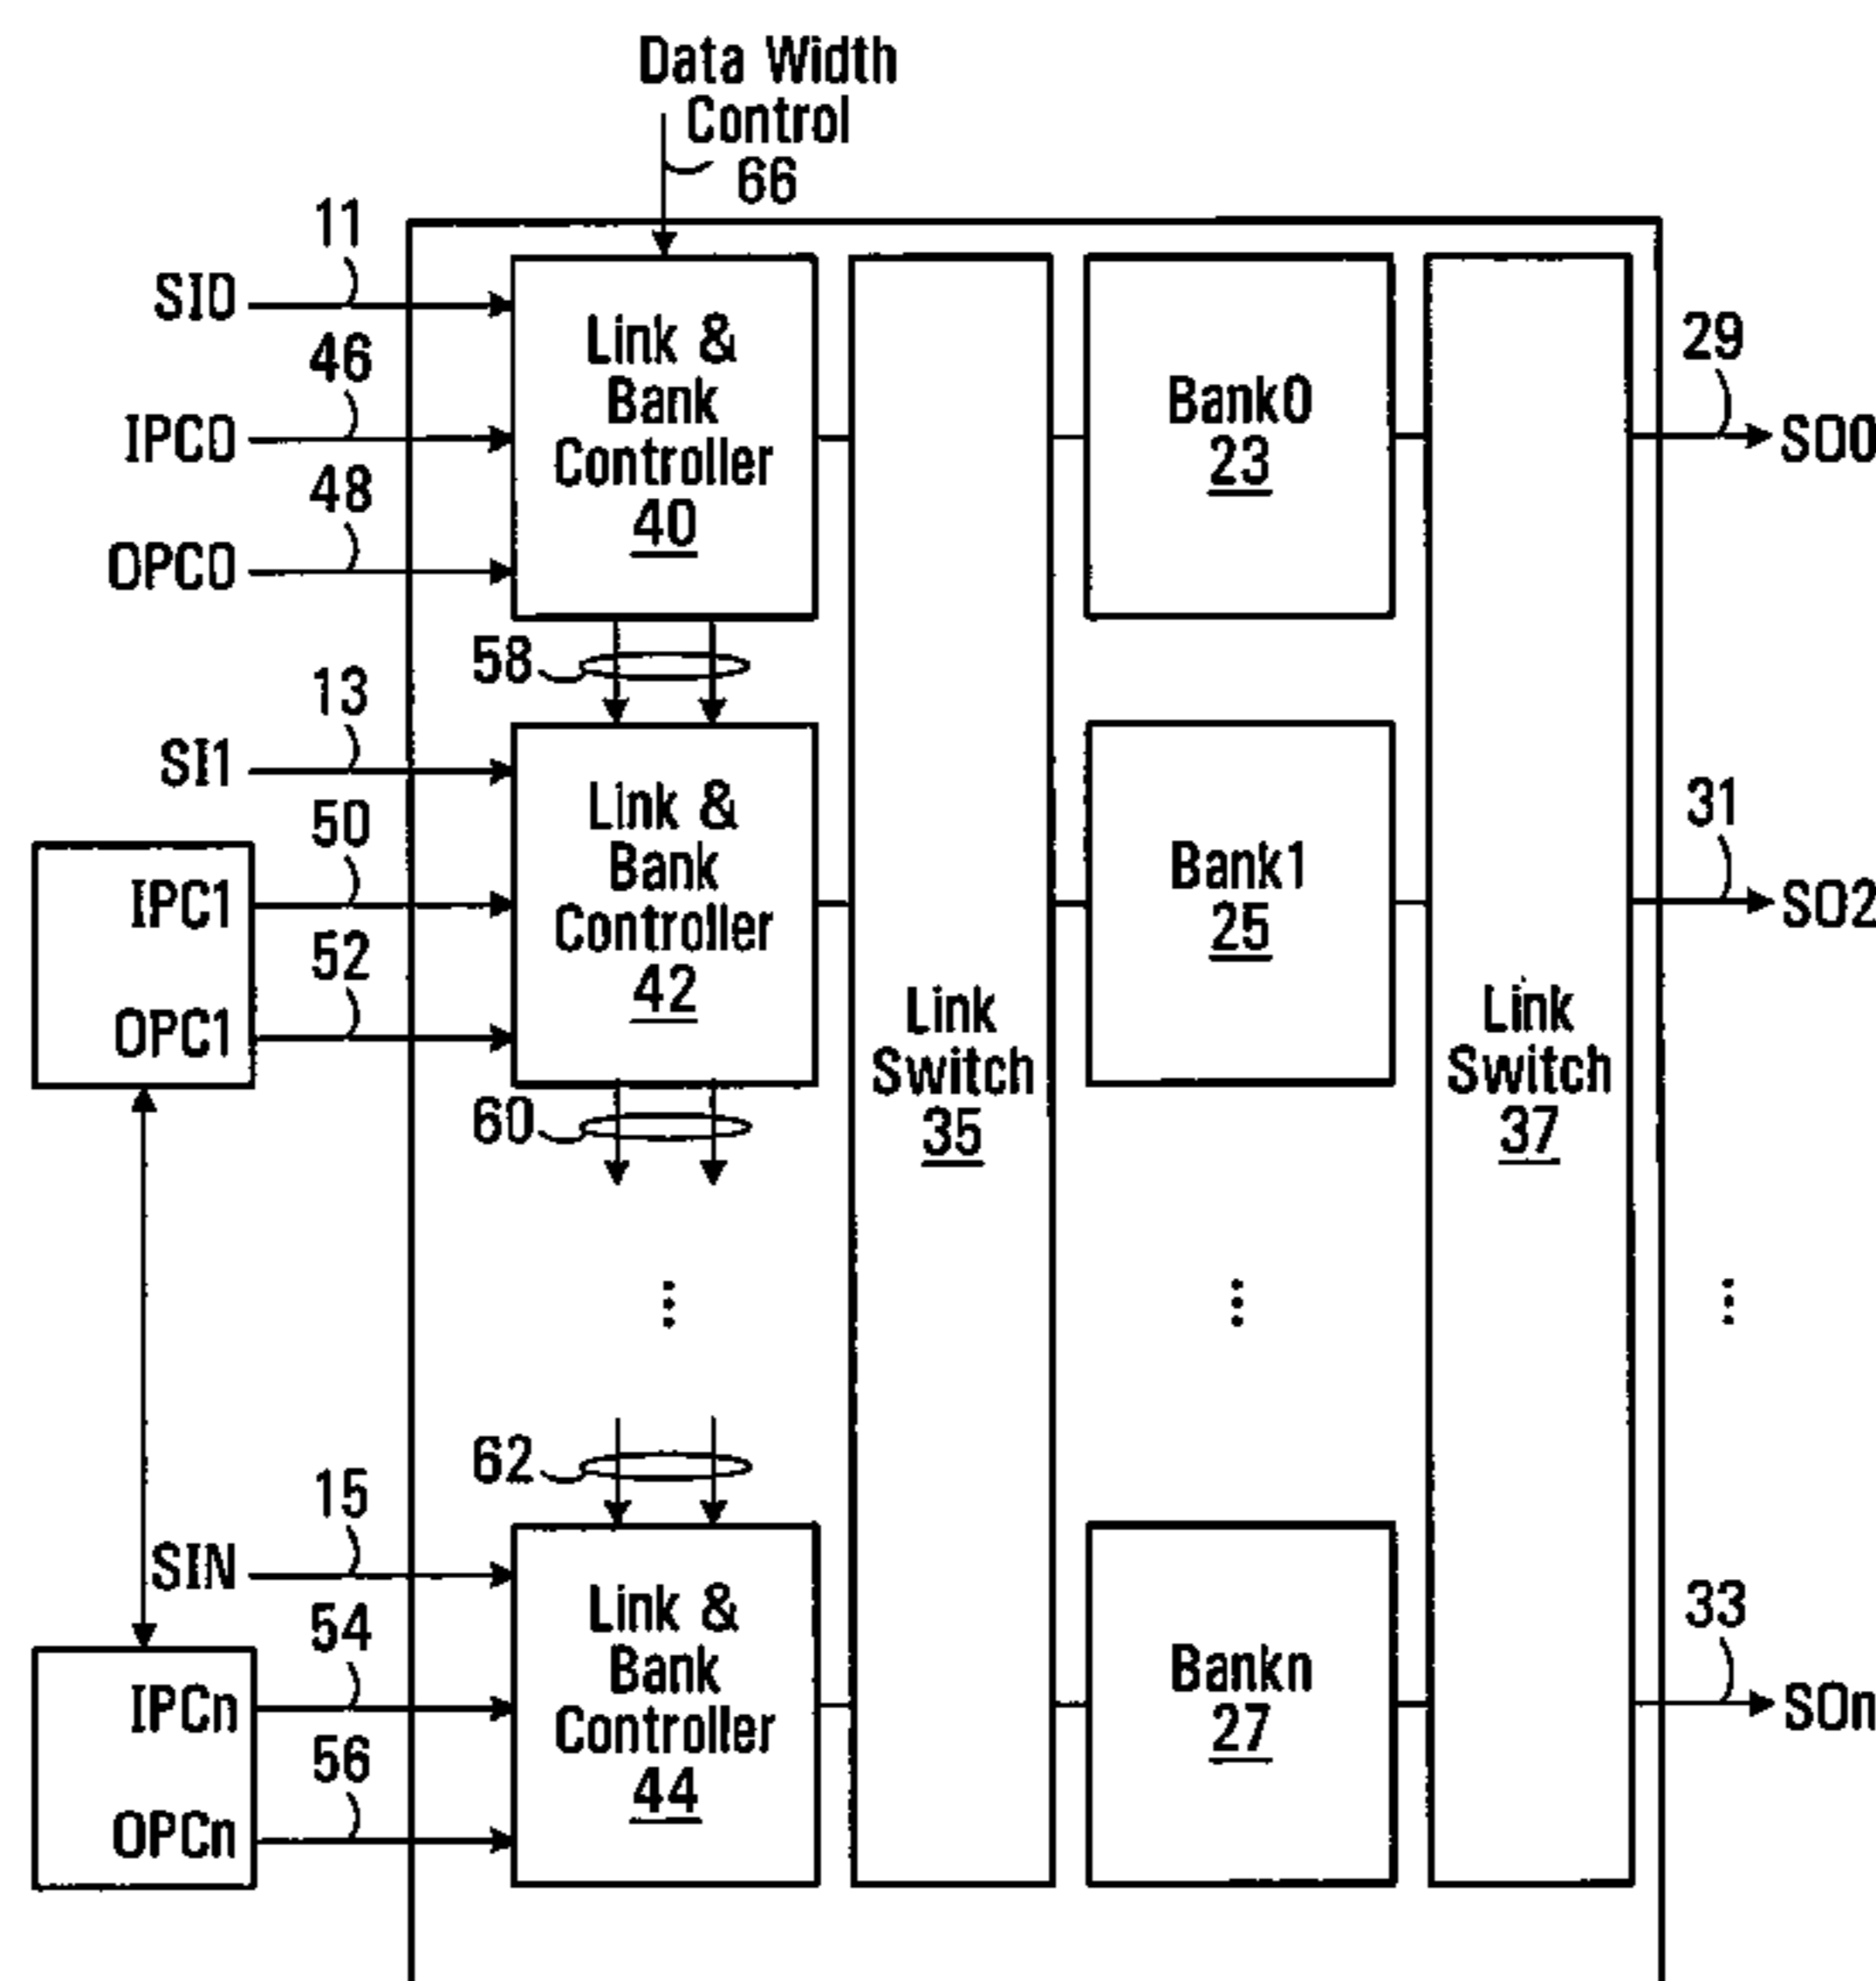 Data Width
Control
66
11
SI0
46
IPC0
48
OPC0
Link &
Bank
Controller
40
Bank0
23
29
SO0
58
13
SI1
50
IPC1
52
OPC1
Link &
Bank
Controller
42
Link
Switch
35
Bank1
25
Link
Switch
37
31
SO2
60
...
...
...
62
15
SIN
54
IPCn
56
OPCn
Link &
Bank
Controller
44
Bankn
27
33
SOn